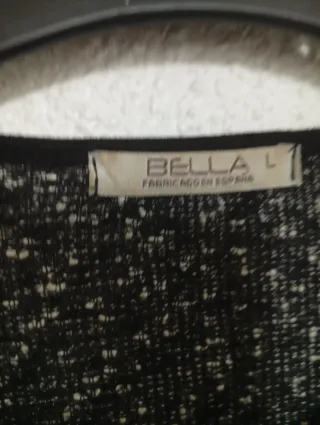 BELLA L
FABRICADO EN ESPAÑA